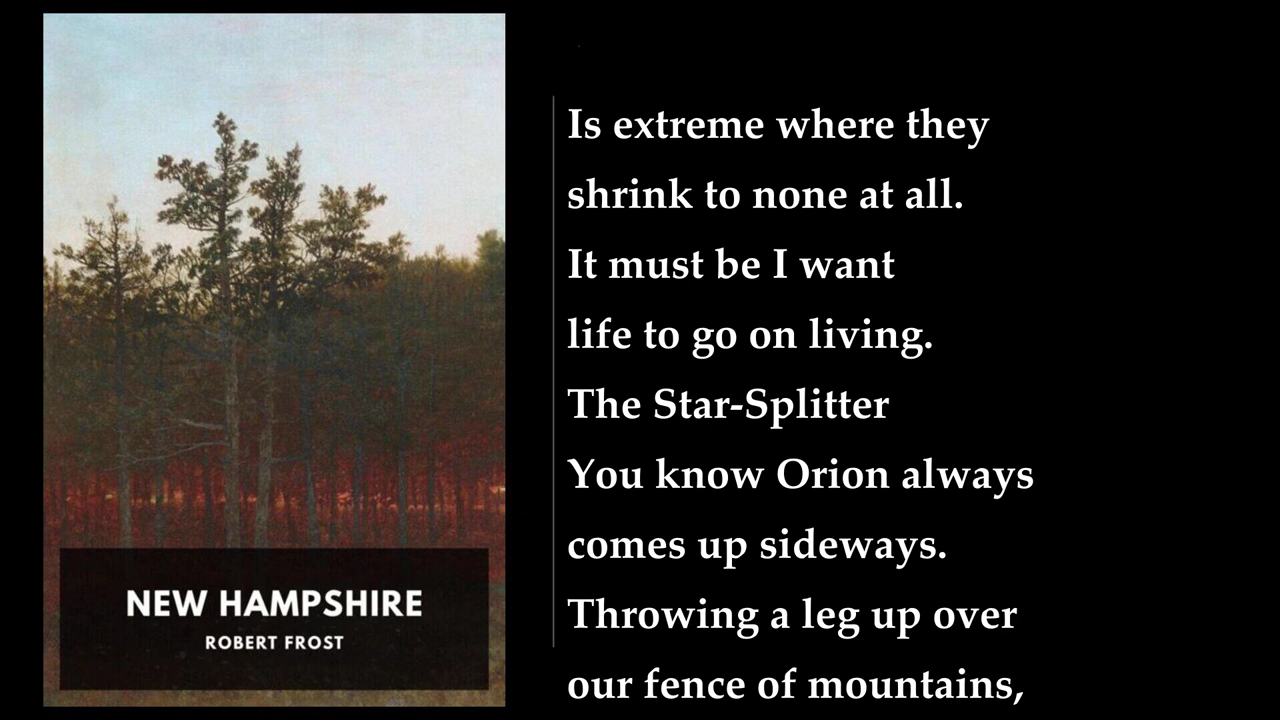 NEW HAMPSHIRE
ROBERT FROST
Is extreme where they
shrink to none at all.
It must be I want
life to go on living.
The Star-Splitter
You know Orion always
comes up sideways.
Throwing a leg up over
our fence of mountains,